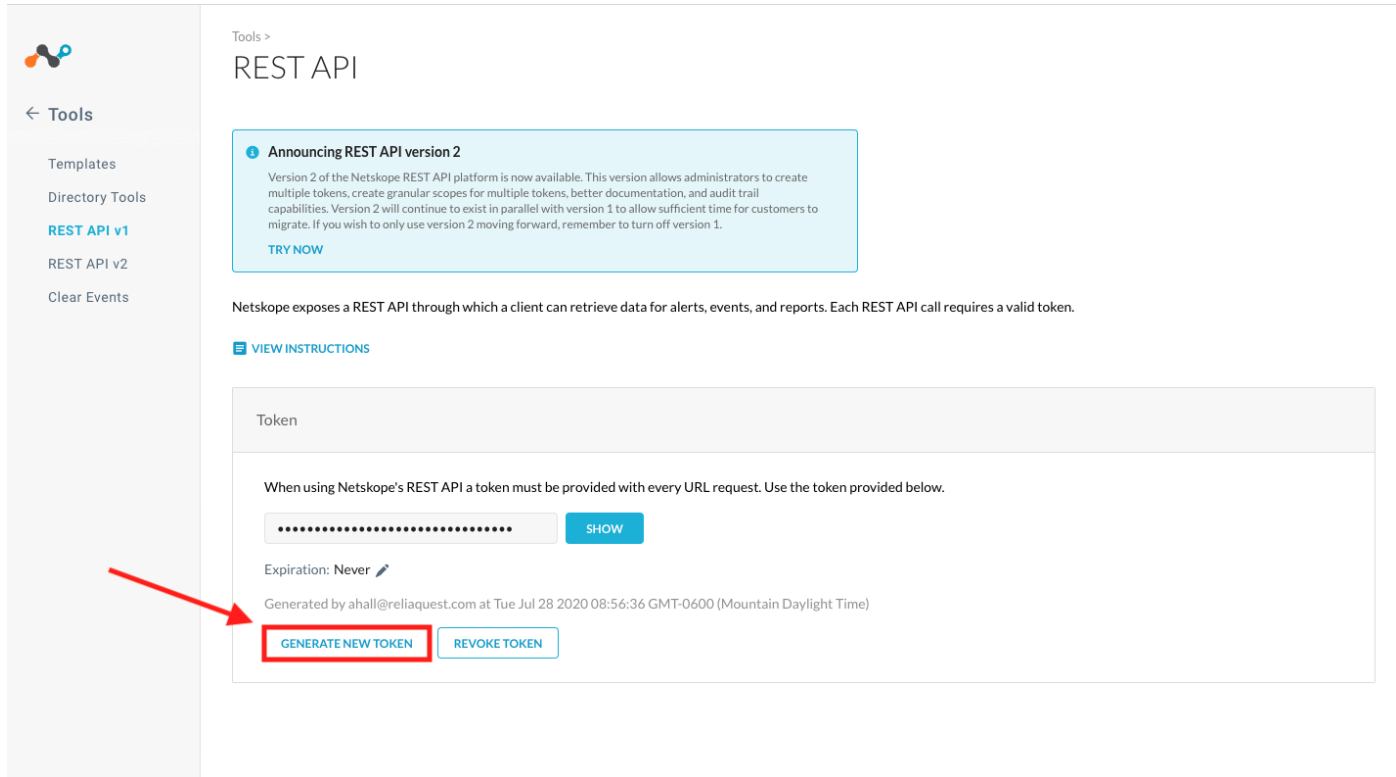 Tools >
REST API
← Tools
Templates
Directory Tools
REST API v1
REST API v2
Clear Events
Announcing REST API version 2
Version 2 of the Netskope REST API platform is now available. This version allows administrators to create
multiple tokens, create granular scopes for multiple tokens, better documentation, and audit trail
capabilities. Version 2 will continue to exist in parallel with version 1 to allow sufficient time for customers to
migrate. If you wish to only use version 2 moving forward, remember to turn off version 1.
TRY NOW
Netskope exposes a REST API through which a client can retrieve data for alerts, events, and reports. Each REST API call requires a valid token.
VIEW INSTRUCTIONS
Token
When using Netskope's REST API a token must be provided with every URL request. Use the token provided below.
•••••••••••••••••••••••••••••••• SHOW
Expiration: Never
Generated by ahall@reliaquest.com at Tue Jul 28 2020 08:56:36 GMT-0600 (Mountain Daylight Time)
GENERATE NEW TOKEN REVOKE TOKEN